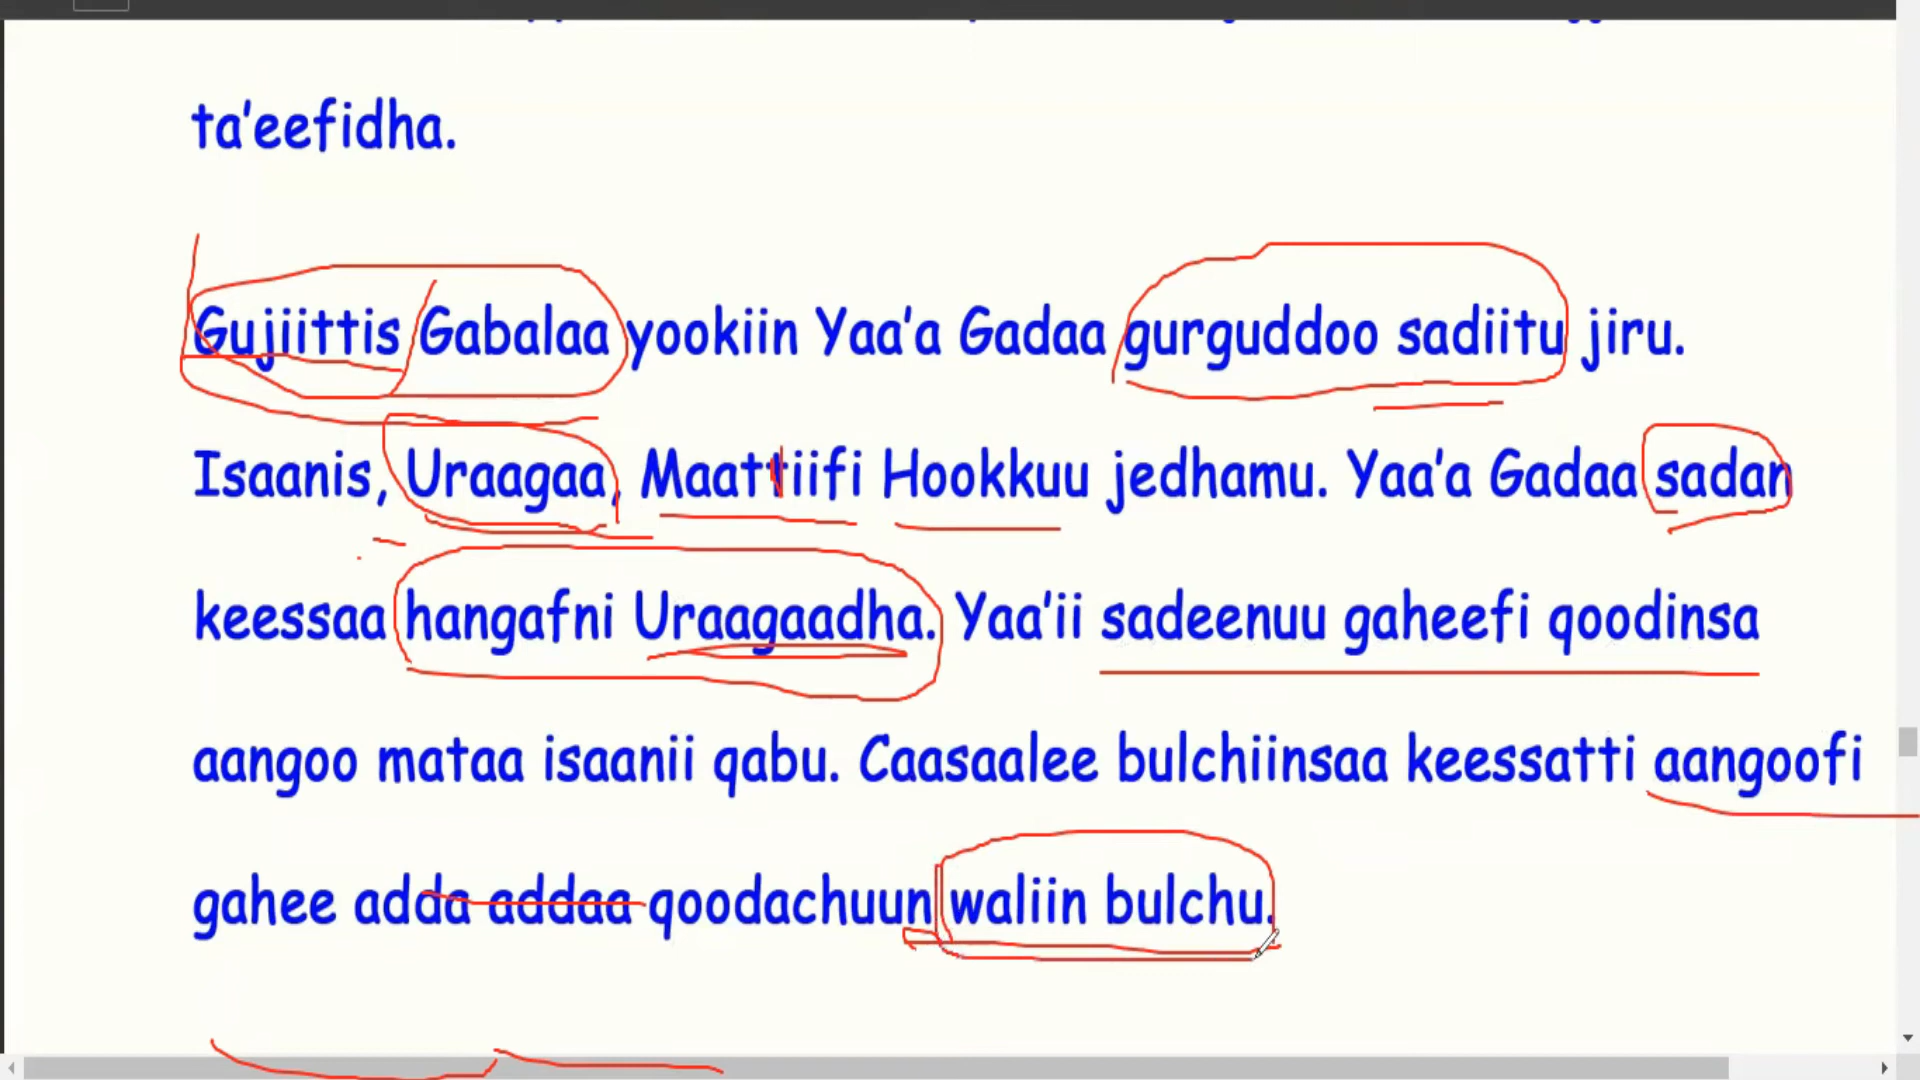 ta’eefidha.
Gujiittis Gabalaa yookiin Yaa’a Gadaa gurguddoo sadiitu jiru.
Isaanis, Uraagaa, Maattiifi Hookkuu jedhamu. Yaa’a Gadaa sadan
keessaa hangafni Uraagaadha. Yaa’ii sadeenuu gaheefi qoodinsa
aangoo mataa isaanii qabu. Caasaalee bulchiinsaa keessatti aangoofi
gahee adda addaa qoodachuun waliin bulchu.